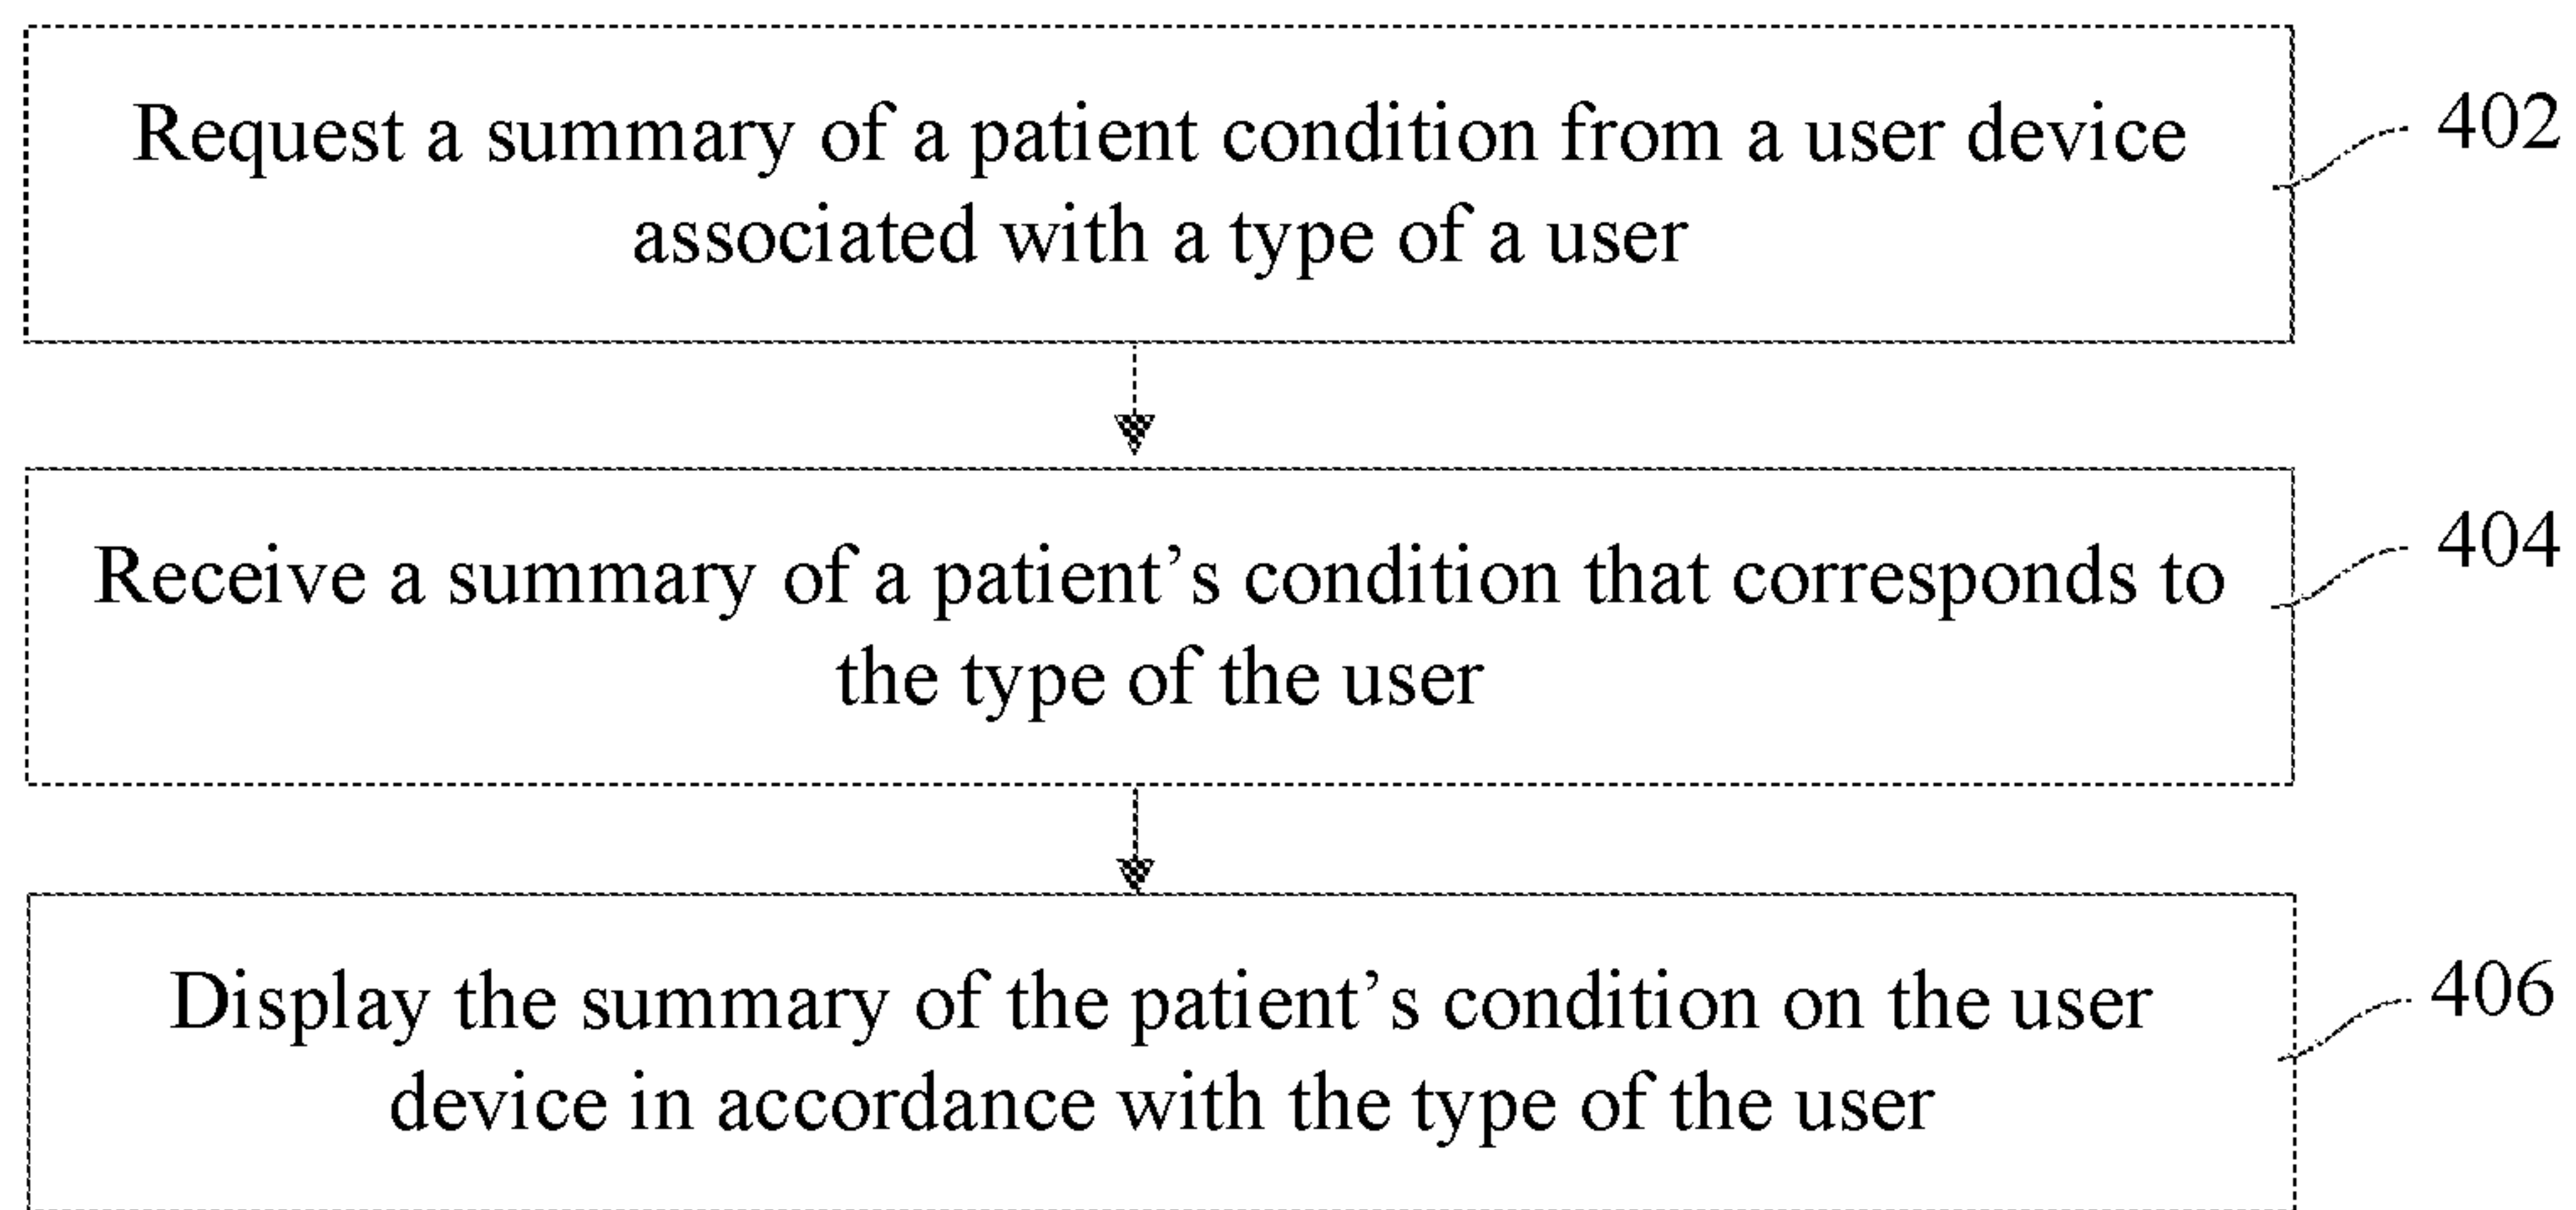 Request a summary of a patient condition from a user device
associated with a type of a user
402
Receive a summary of a patient’s condition that corresponds to
the type of the user
404
Display the summary of the patient’s condition on the user
device in accordance with the type of the user
406